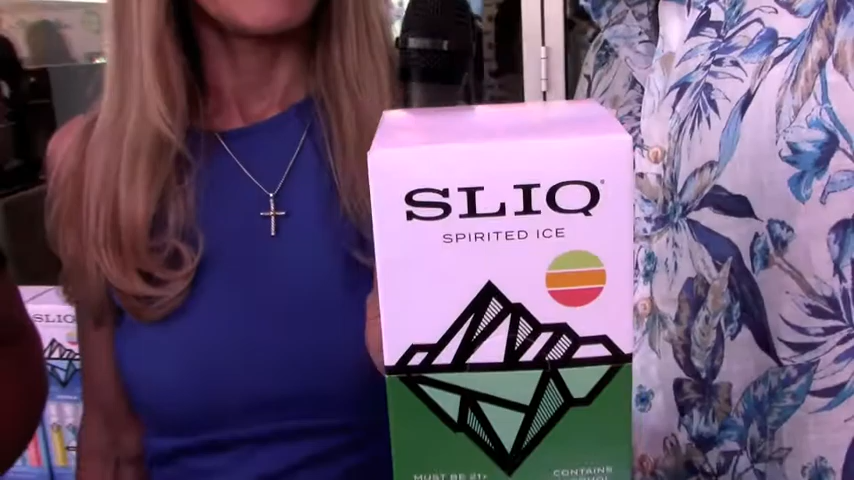 SLIQ
SPIRITED ICE
MUST BE 21+
CONTAINS
SLIQ